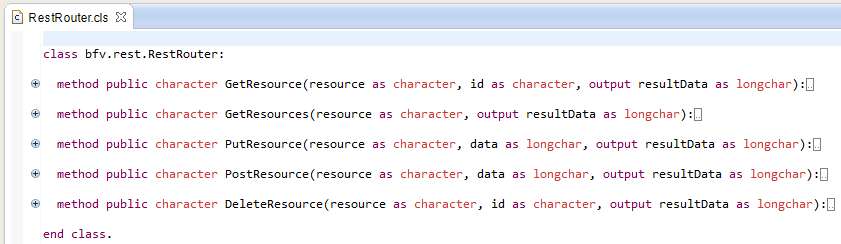 RestRouter.cls
class bfv.rest.RestRouter:
method public character GetResource(resource as character, id as character, output resultData as longchar):
method public character GetResources(resource as character, output resultData as longchar):
method public character PutResource(resource as character, data as longchar, output resultData as longchar):
method public character PostResource(resource as character, data as longchar, output resultData as longchar):
method public character DeleteResource(resource as character, id as character, output resultData as longchar):
end class.